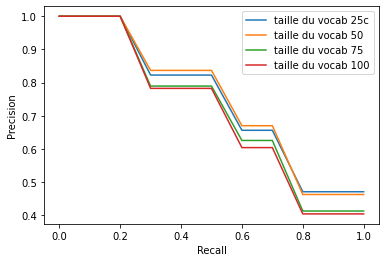 1.0
0.9
0.8
0.7
0.6
0.5
0.4
Precision
taille du vocab 25c
taille du vocab 50
taille du vocab 75
taille du vocab 100
0.0 0.2 0.4 0.6 0.8 1.0
Recall